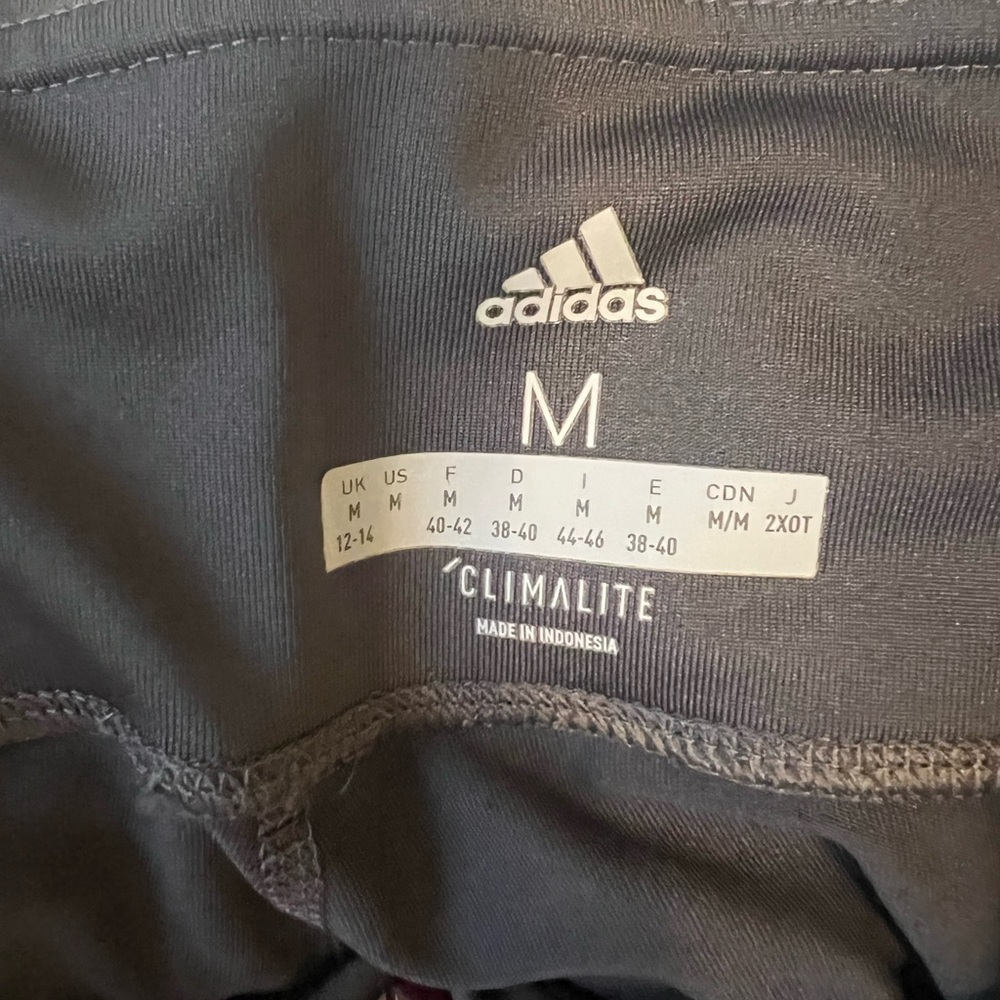 adidas
M
UK US F D I E CDN J
M M M M M M M/M 2XOT
12-14 40-42 38-40 44-46 38-40
CLIMALITE
MADE IN INDONESIA